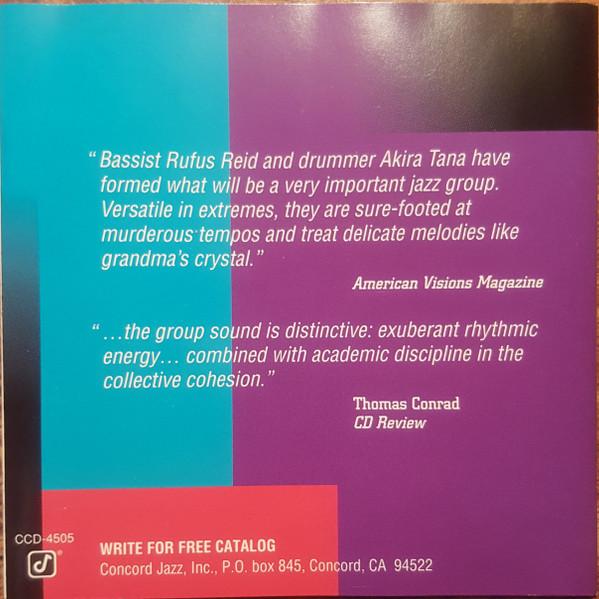 “Bassist Rufus Reid and drummer Akira Tana have
formed what will be a very important jazz group.
Versatile in extremes, they are sure-footed at
murderous tempos and treat delicate melodies like
grandma’s crystal.”
American Visions Magazine
“...the group sound is distinctive: exuberant rhythmic
energy... combined with academic discipline in the
collective cohesion.”
Thomas Conrad
CD Review
CCD-4505
®
WRITE FOR FREE CATALOG
Concord Jazz, Inc., P.O. box 845, Concord, CA 94522